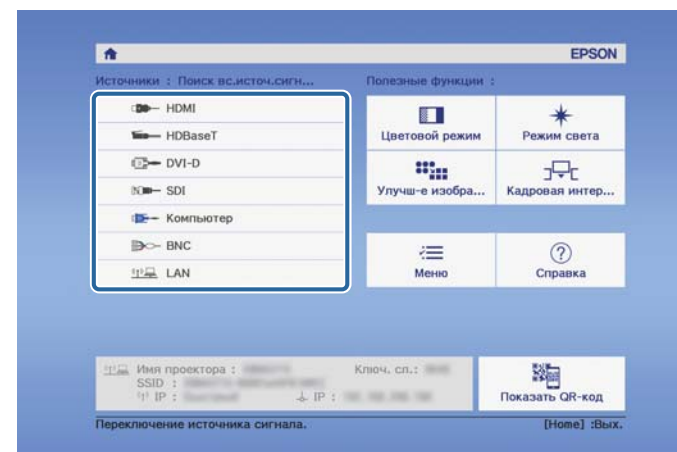 EPSON
Источники : Поиск вс.источ.сигн...
Полезные функции :
HDMI
HDBaseT
DVI-D
SDI
Компьютер
BNC
LAN
Цветовой режим
Режим света
Улучш-е изобра...
Кадровая интер...
Меню
Справка
Имя проектора :
Ключ. сл.:
SSID :
IP :
IP :
Показать QR-код
Переключение источника сигнала.
[Home] :Вых.